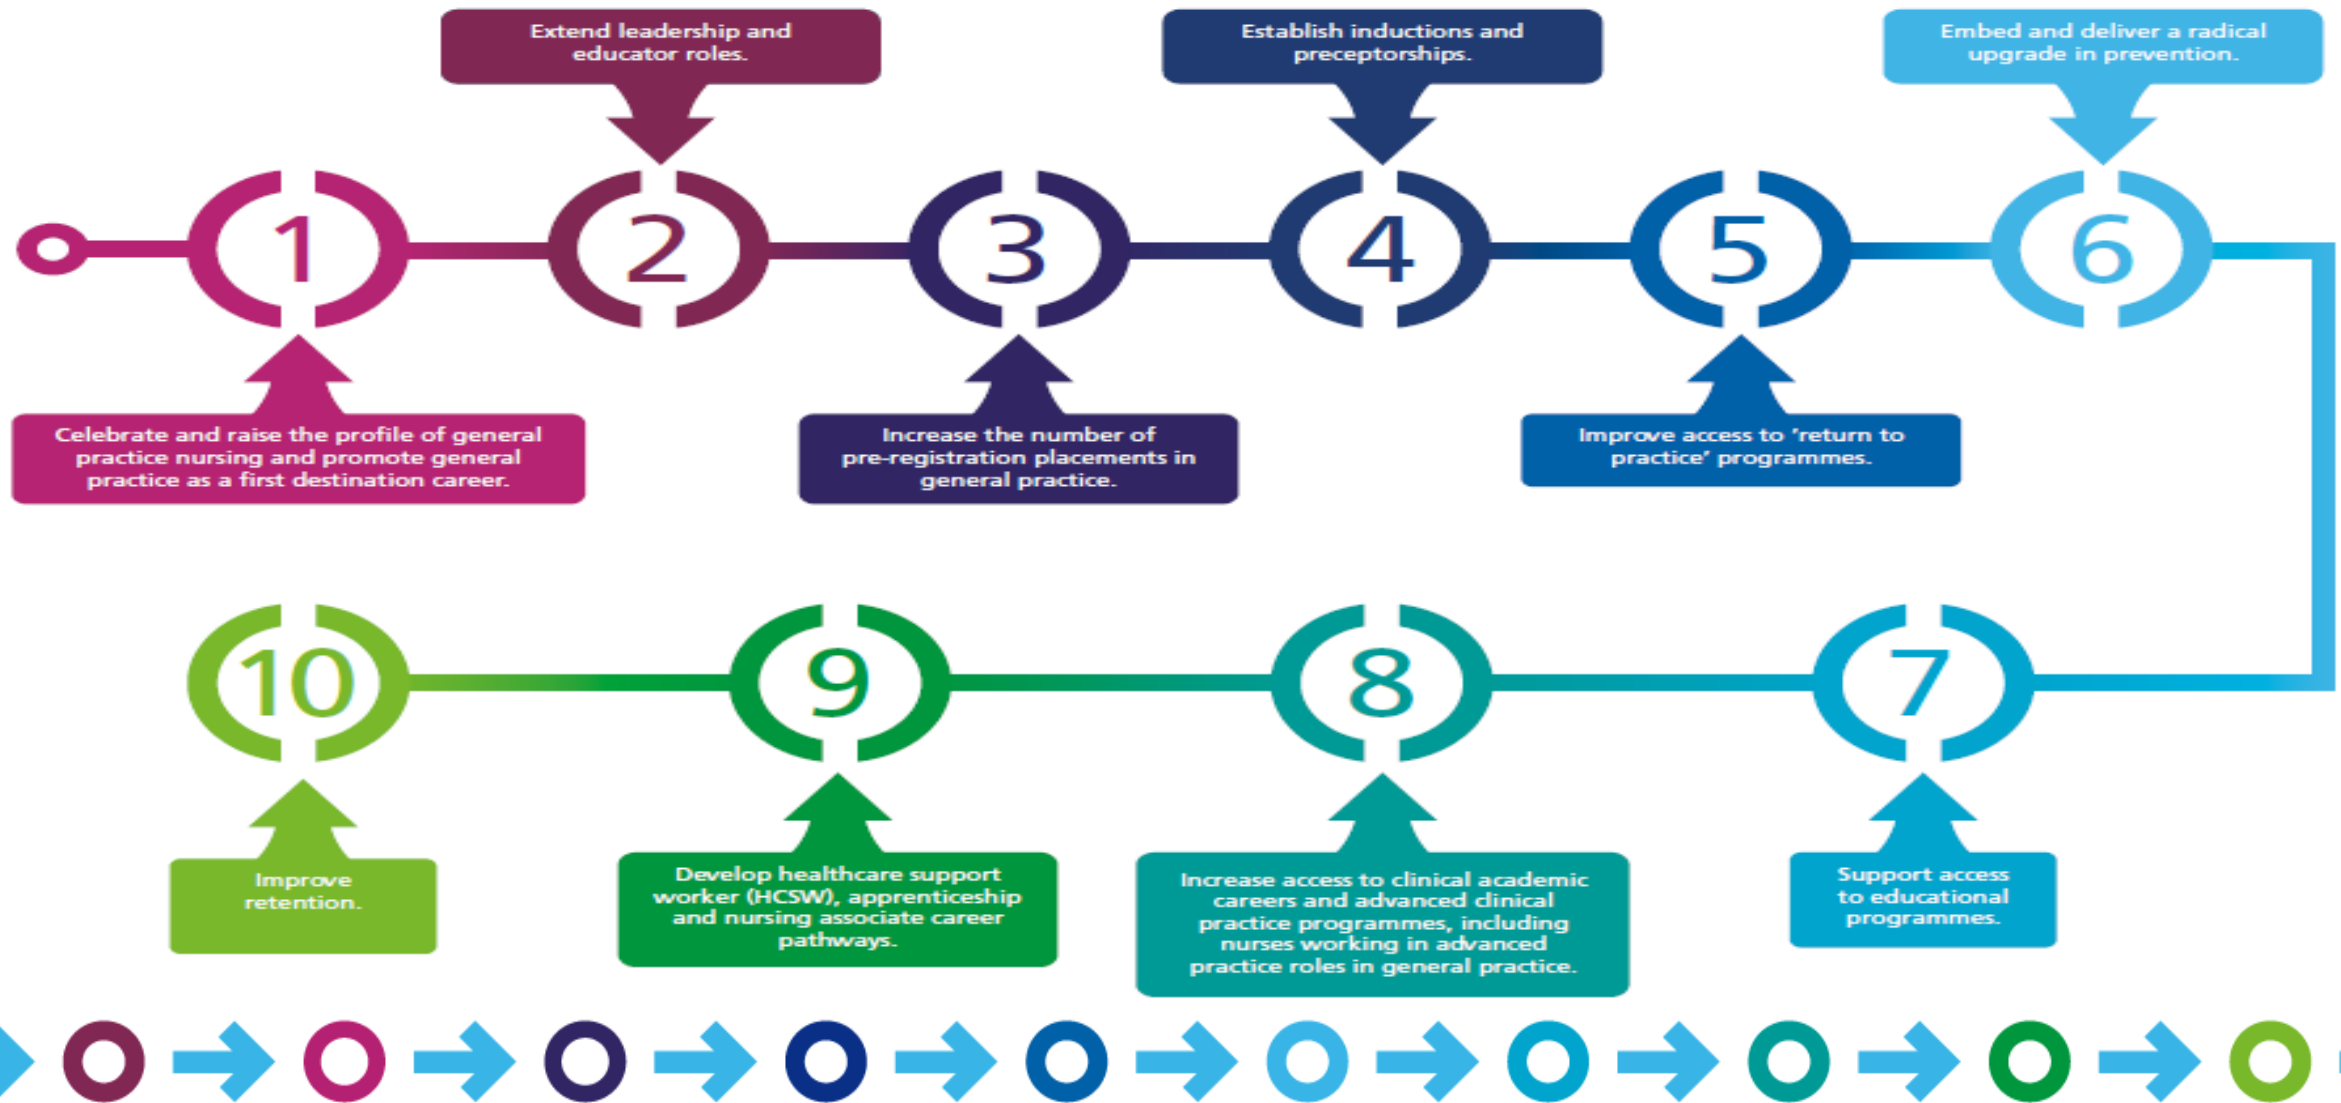 Extend leadership and
educator roles.
Establish inductions and
preceptorships.
Embed and deliver a radical
upgrade in prevention.
1
2
3
4
5
6
Celebrate and raise the profile of general
practice nursing and promote general
practice as a first destination career.
Increase the number of
pre-registration placements in
general practice.
Improve access to ‘return to
practice’ programmes.
10
9
8
7
Improve
retention.
Develop healthcare support
worker (HCSW), apprenticeship
and nursing associate career
pathways.
Increase access to clinical academic
careers and advanced clinical
practice programmes, including
nurses working in advanced
practice roles in general practice.
Support access
to educational
programmes.